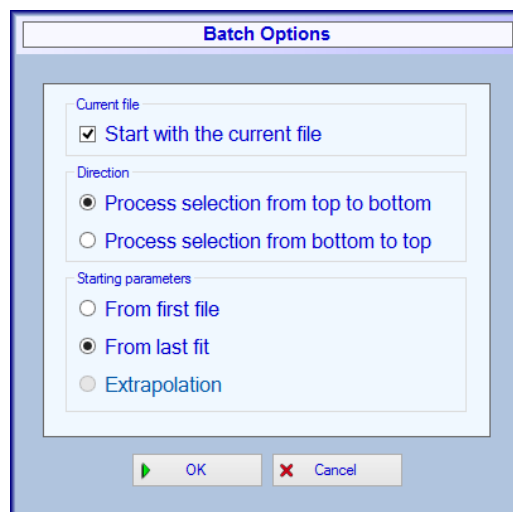 Batch Options
Current file
Start with the current file
Direction
Process selection from top to bottom
Process selection from bottom to top
Starting parameters
From first file
From last fit
Extrapolation
OK
Cancel